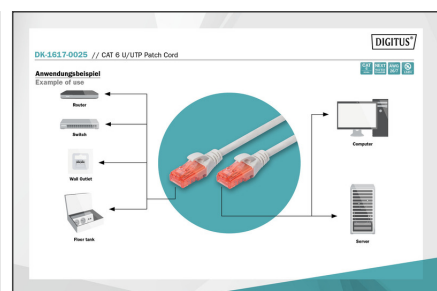 DIGITUS®
DK-1617-0025 // CAT 6 U/UTP Patch Cord
Anwendungsbeispiel
Example of use
Router
Switch
Wall Outlet
Floor tank
Computer
Server